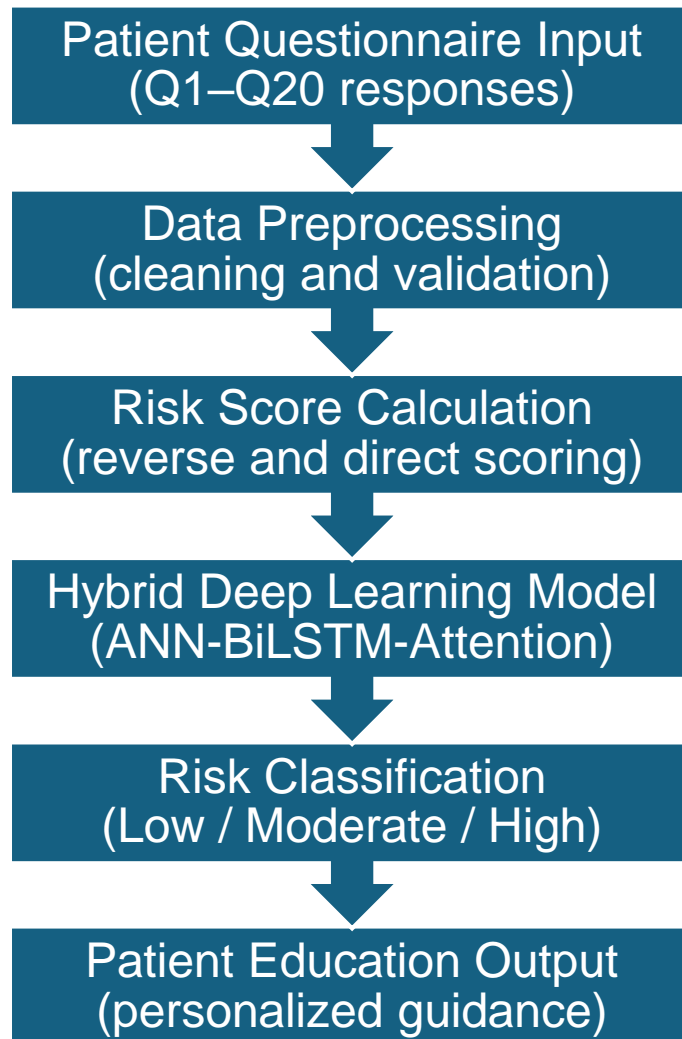 Patient Questionnaire Input
(Q1–Q20 responses)
Data Preprocessing
(cleaning and validation)
Risk Score Calculation
(reverse and direct scoring)
Hybrid Deep Learning Model
(ANN-BiLSTM-Attention)
Risk Classification
(Low / Moderate / High)
Patient Education Output
(personalized guidance)